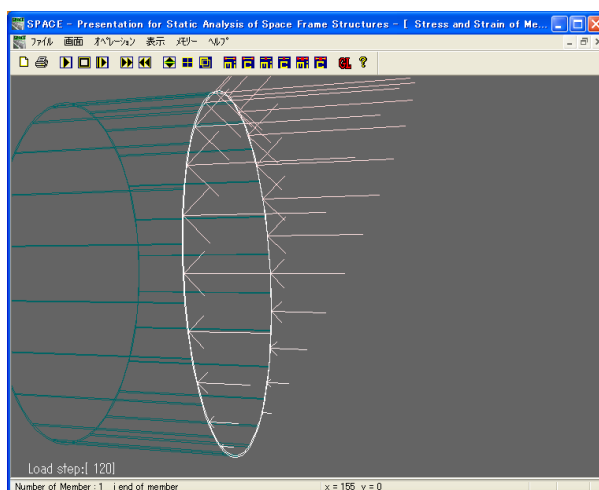 SPACE - Presentation for Static Analysis of Space Frame Structures - [ Stress and Strain of Me...
ファイル 画面 オペレーション 表示 メモリー ヘルプ
GL ?
Load step:[ 120]
Number of Member : 1 i end of member x = 155 y = 0